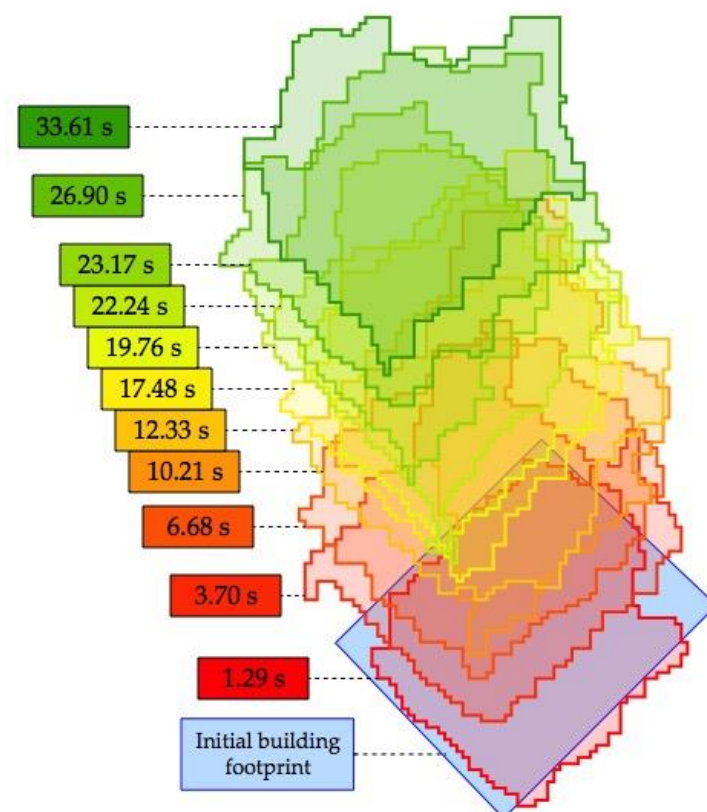 33.61 s
26.90 s
23.17 s
22.24 s
19.76 s
17.48 s
12.33 s
10.21 s
6.68 s
3.70 s
1.29 s
Initial building
footprint